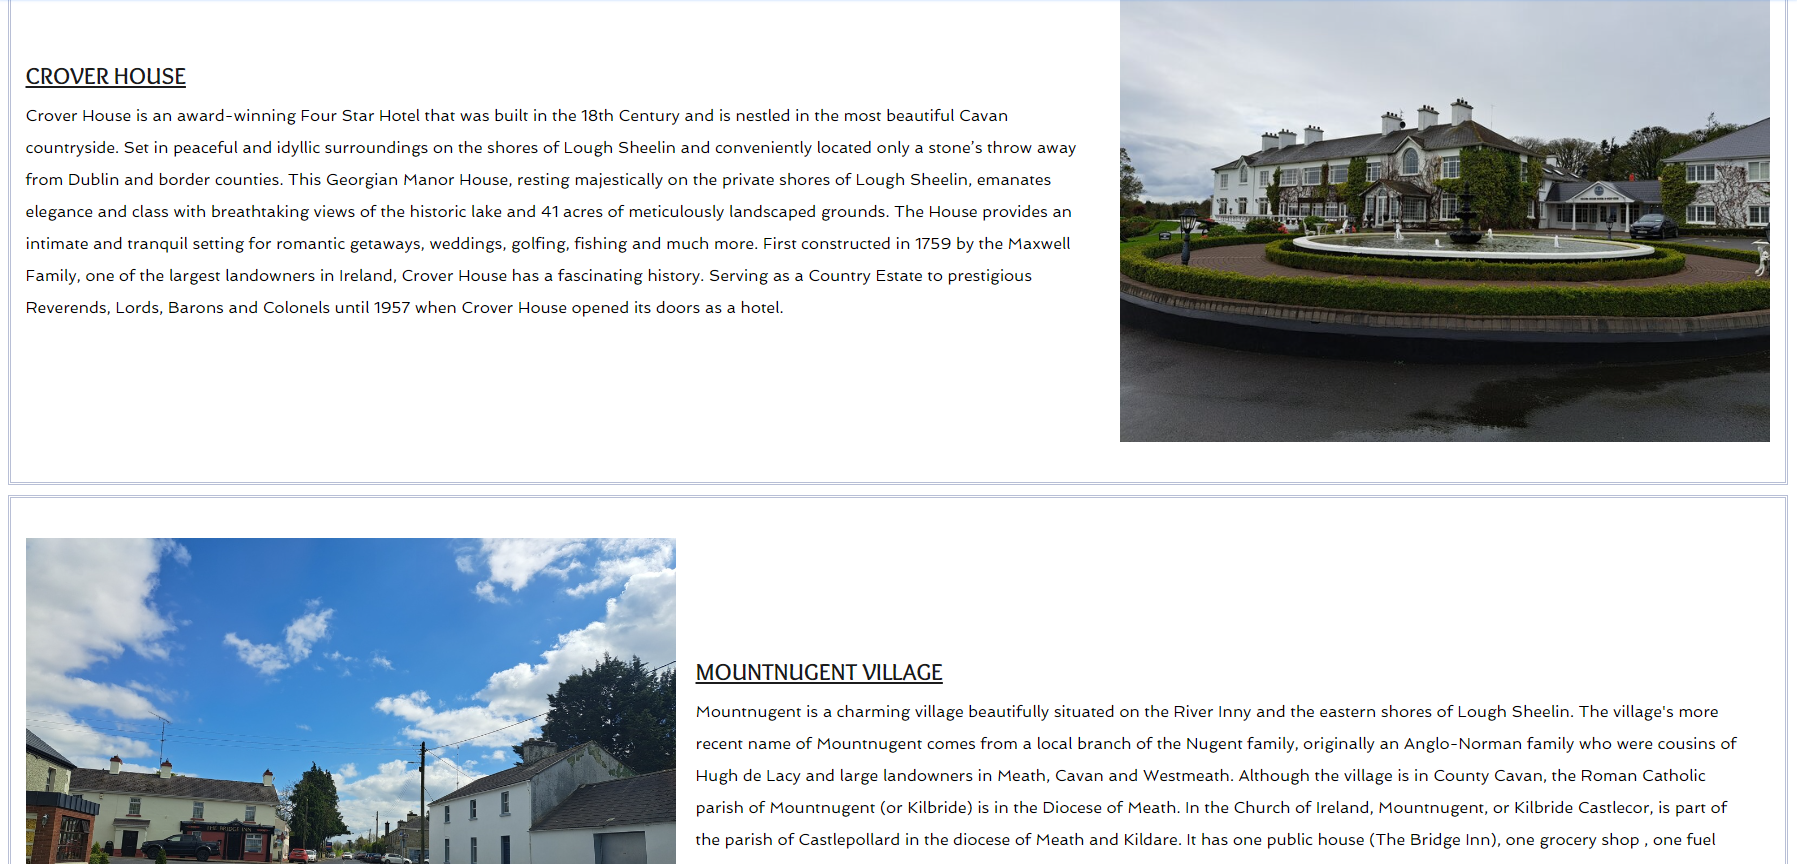 CROVER HOUSE
Crover House is an award-winning Four Star Hotel that was built in the 18th Century and is nestled in the most beautiful Cavan
countryside. Set in peaceful and idyllic surroundings on the shores of Lough Sheelin and conveniently located only a stone’s throw away
from Dublin and border counties. This Georgian Manor House, resting majestically on the private shores of Lough Sheelin, emanates
elegance and class with breathtaking views of the historic lake and 41 acres of meticulously landscaped grounds. The House provides an
intimate and tranquil setting for romantic getaways, weddings, golfing, fishing and much more. First constructed in 1759 by the Maxwell
Family, one of the largest landowners in Ireland, Crover House has a fascinating history. Serving as a Country Estate to prestigious
Reverends, Lords, Barons and Colonels until 1957 when Crover House opened its doors as a hotel.
MOUNTNUGENT VILLAGE
Mountnugent is a charming village beautifully situated on the River Inny and the eastern shores of Lough Sheelin. The village's more
recent name of Mountnugent comes from a local branch of the Nugent family, originally an Anglo-Norman family who were cousins of
Hugh de Lacy and large landowners in Meath, Cavan and Westmeath. Although the village is in County Cavan, the Roman Catholic
parish of Mountnugent (or Kilbride) is in the Diocese of Meath. In the Church of Ireland, Mountnugent, or Kilbride Castlecor, is part of
the parish of Castlepollard in the diocese of Meath and Kildare. It has one public house (The Bridge Inn), one grocery shop , one fuel
THE BRIDGE INN